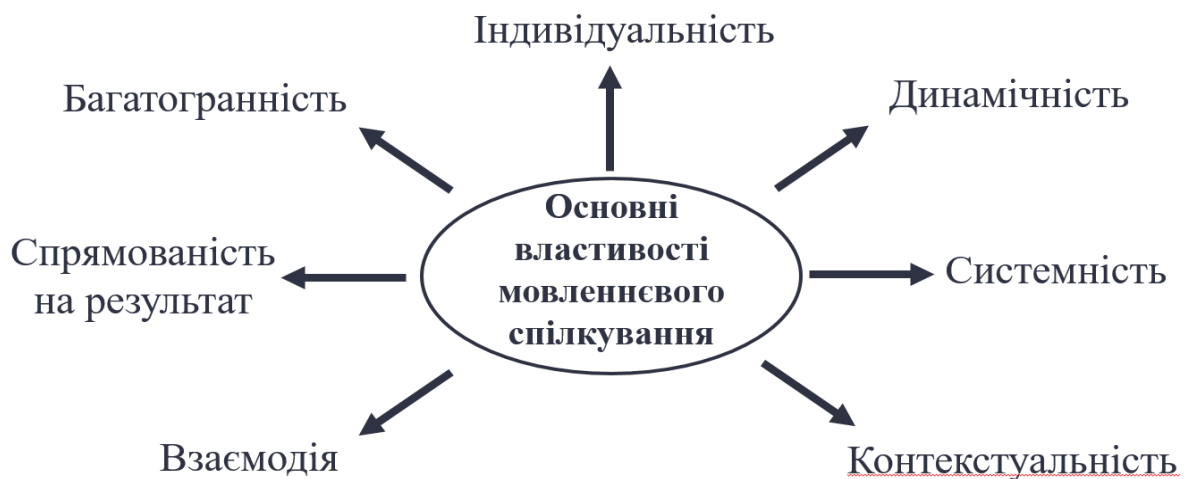 Індивідуальність
Багатогранність
Динамічність
Основні
властивості
мовленнєвого
спілкування
Спрямованість
на результат
Системність
Взаємодія
Контекстуальність